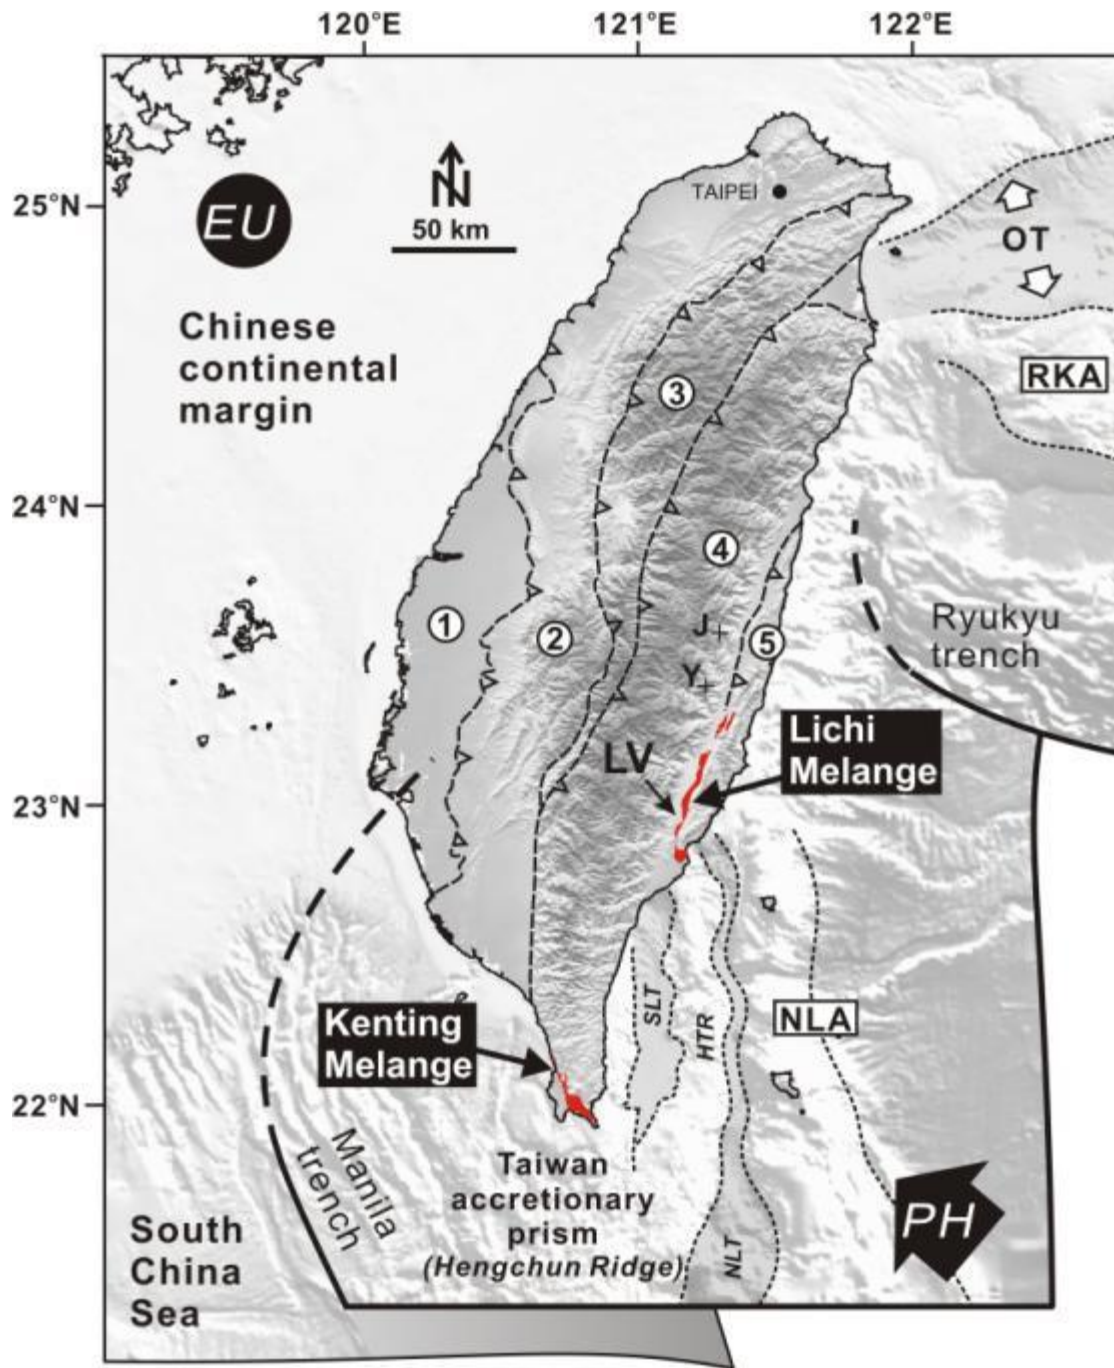 120°E
121°E
122°E
25°N
24°N
23°N
22°N
EU
N
50 km
TAIPEI
OT
Chinese
continental
margin
RKA
3
4
1
2
5
J
Y
Ryukyu
trench
LV
Lichi
Melange
Kenting
Melange
SLT
HTR
NLA
Manila
trench
Taiwan
accretionary
prism
(Hengchun Ridge)
NLT
PH
South
China
Sea